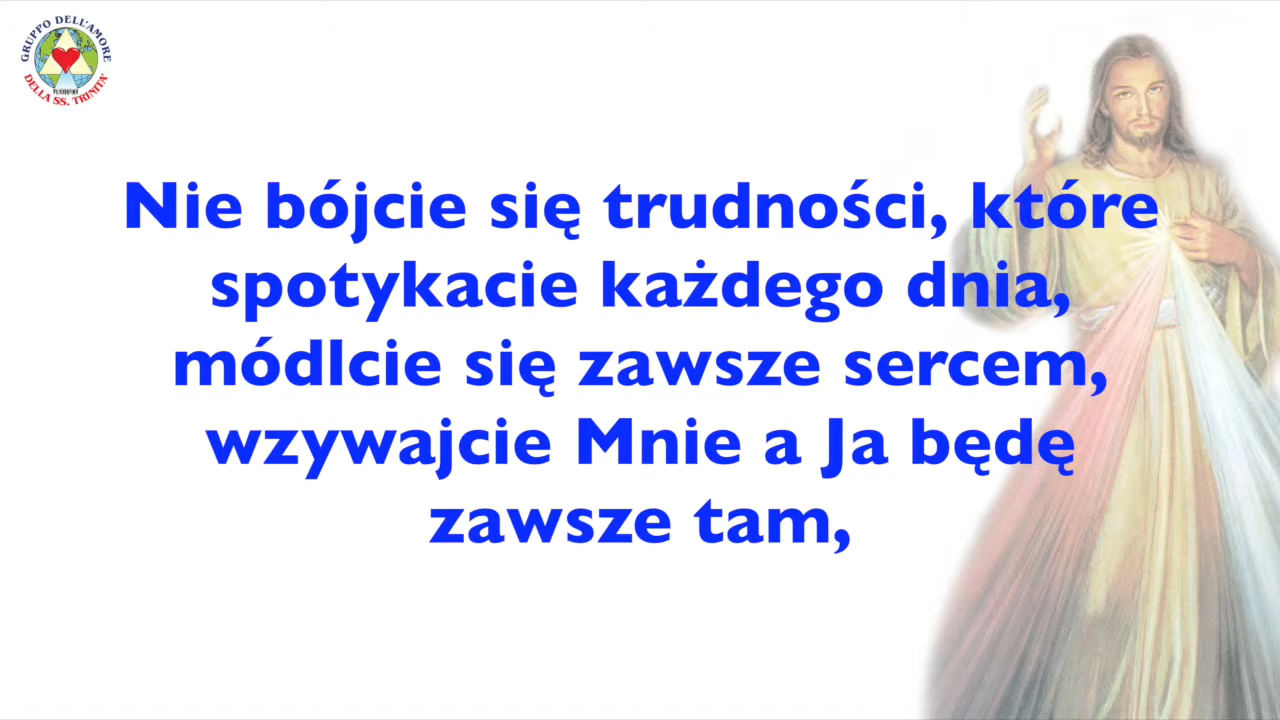 GRUPPO DELL'AMORE
DELLA SS. TRINITA'
Nie bójcie się trudności, które
spotykacie każdego dnia,
módlcie się zawsze sercem,
wzywajcie Mnie a Ja będę
zawsze tam,